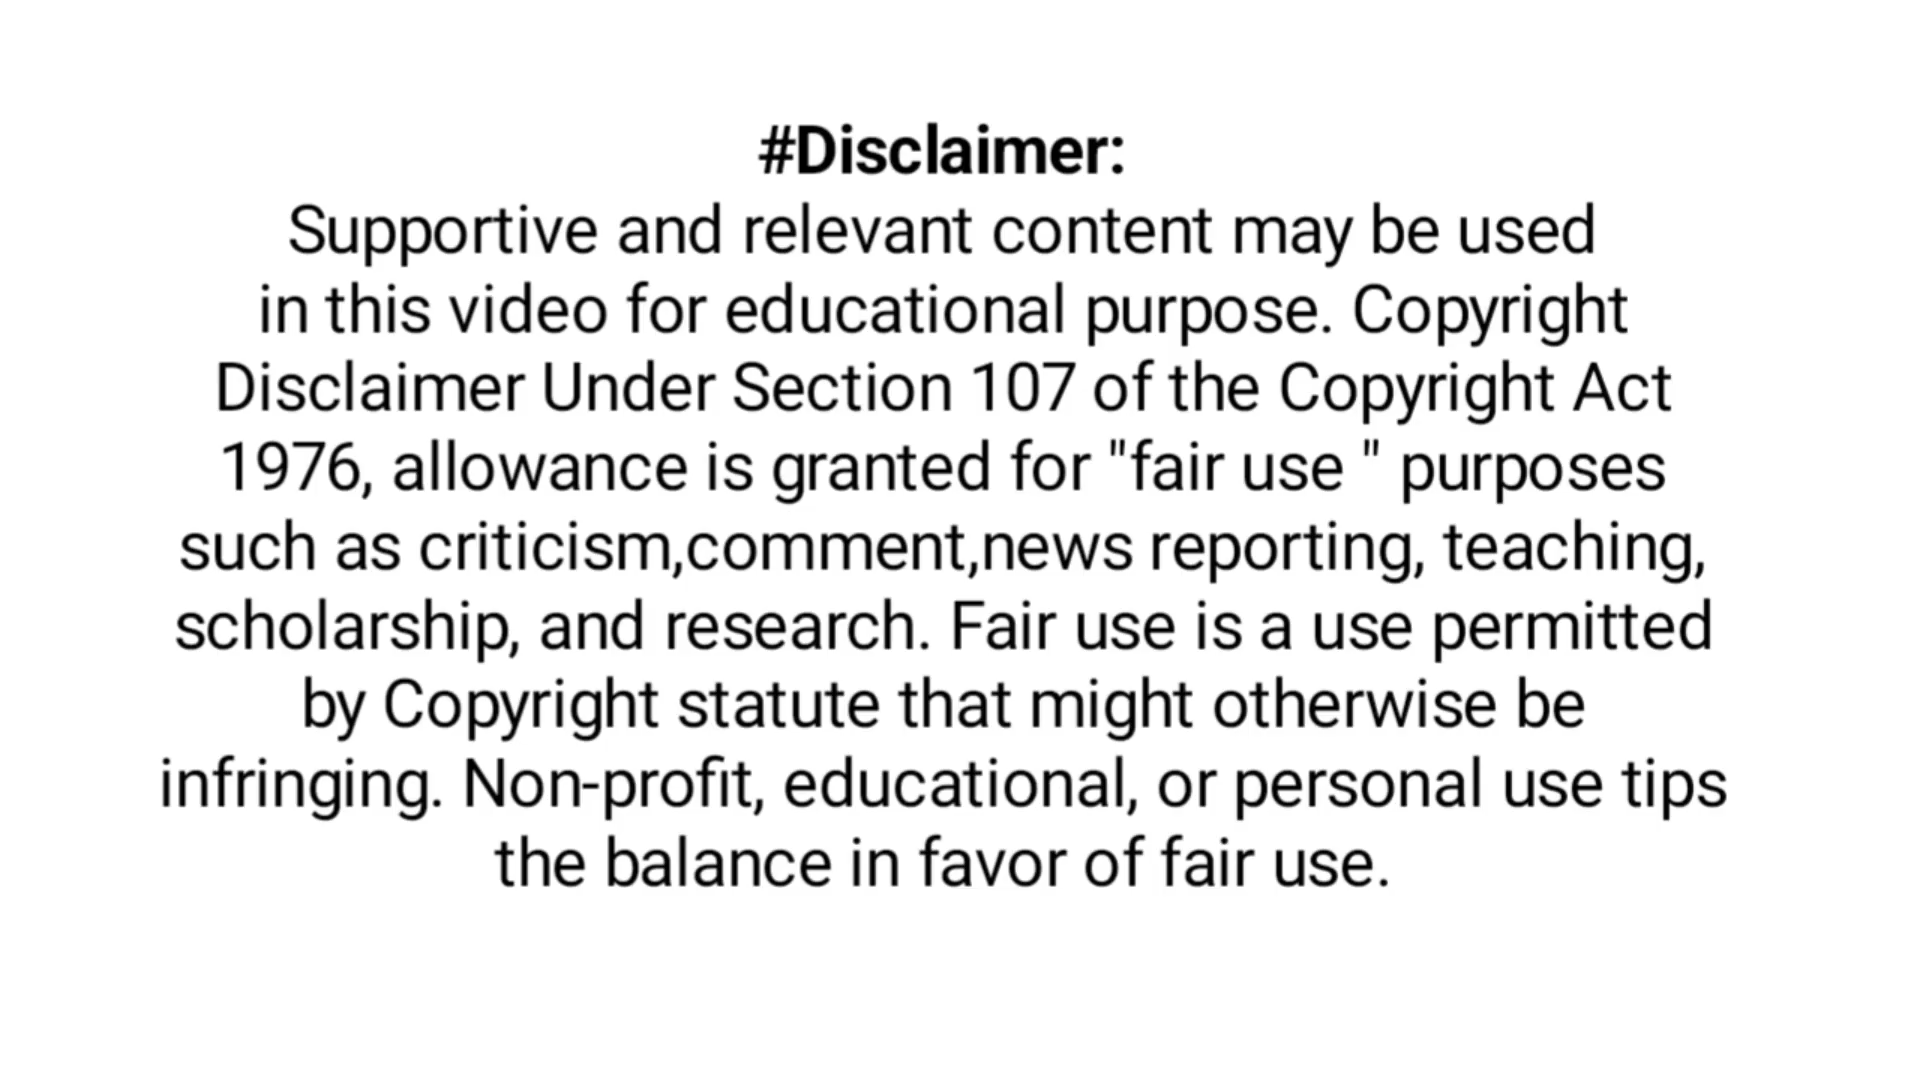 #Disclaimer:
Supportive and relevant content may be used
in this video for educational purpose. Copyright
Disclaimer Under Section 107 of the Copyright Act
1976, allowance is granted for "fair use " purposes
such as criticism,comment,news reporting, teaching,
scholarship, and research. Fair use is a use permitted
by Copyright statute that might otherwise be
infringing. Non-profit, educational, or personal use tips
the balance in favor of fair use.